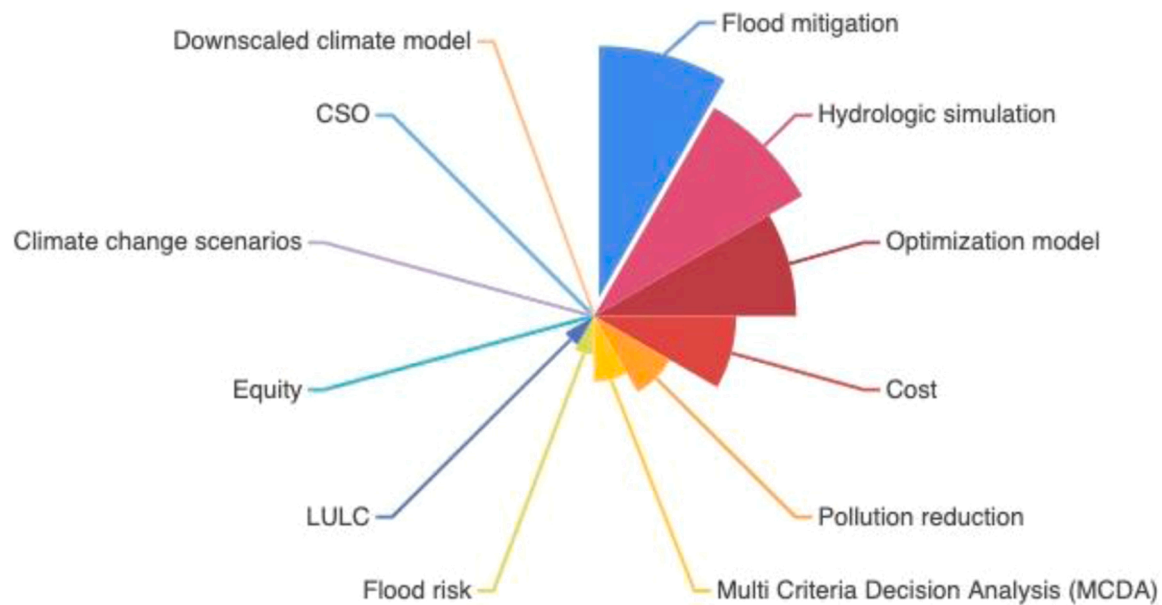 Flood mitigation
Downscaled climate model
CSO
Hydrologic simulation
Climate change scenarios
Optimization model
Equity
Cost
LULC
Pollution reduction
Flood risk
Multi Criteria Decision Analysis (MCDA)